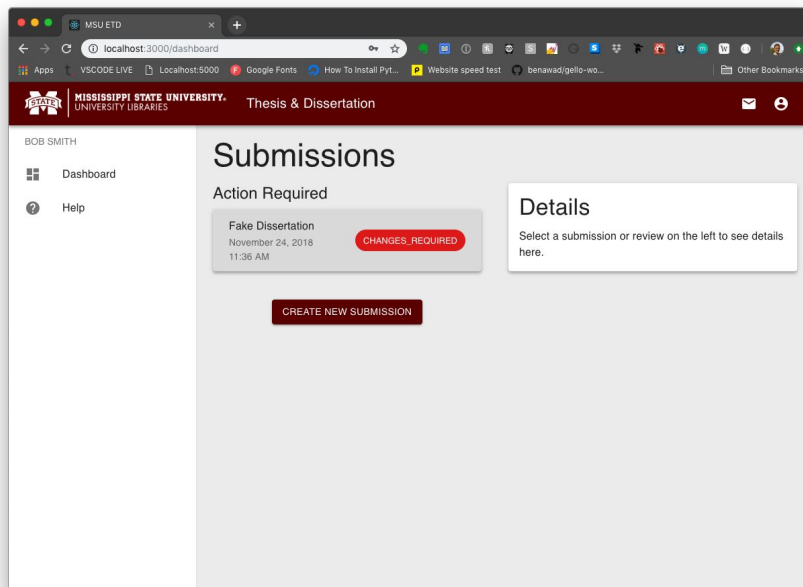 MSU ETD
localhost:3000/dashboard
Apps
VSCODE LIVE
Localhost:5000
Google Fonts
How To Install Pyt...
Website speed test
benawad/gello-wo...
Other Bookmarks
STATE
MISSISSIPPI STATE UNIVERSITY.
UNIVERSITY LIBRARIES
Thesis & Dissertation
BOB SMITH
Dashboard
Help
Submissions
Action Required
Fake Dissertation
November 24, 2018
11:36 AM
CHANGES_REQUIRED
CREATE NEW SUBMISSION
Details
Select a submission or review on the left to see details
here.